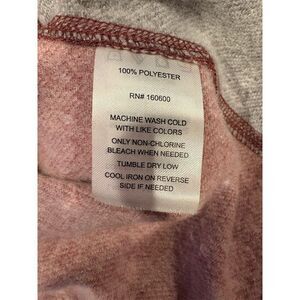 100% POLYESTER
RN# 160600
MACHINE WASH COLD
WITH LIKE COLORS
ONLY NON-CHLORINE
BLEACH WHEN NEEDED
TUMBLE DRY LOW
COOL IRON ON REVERSE
SIDE IF NEEDED